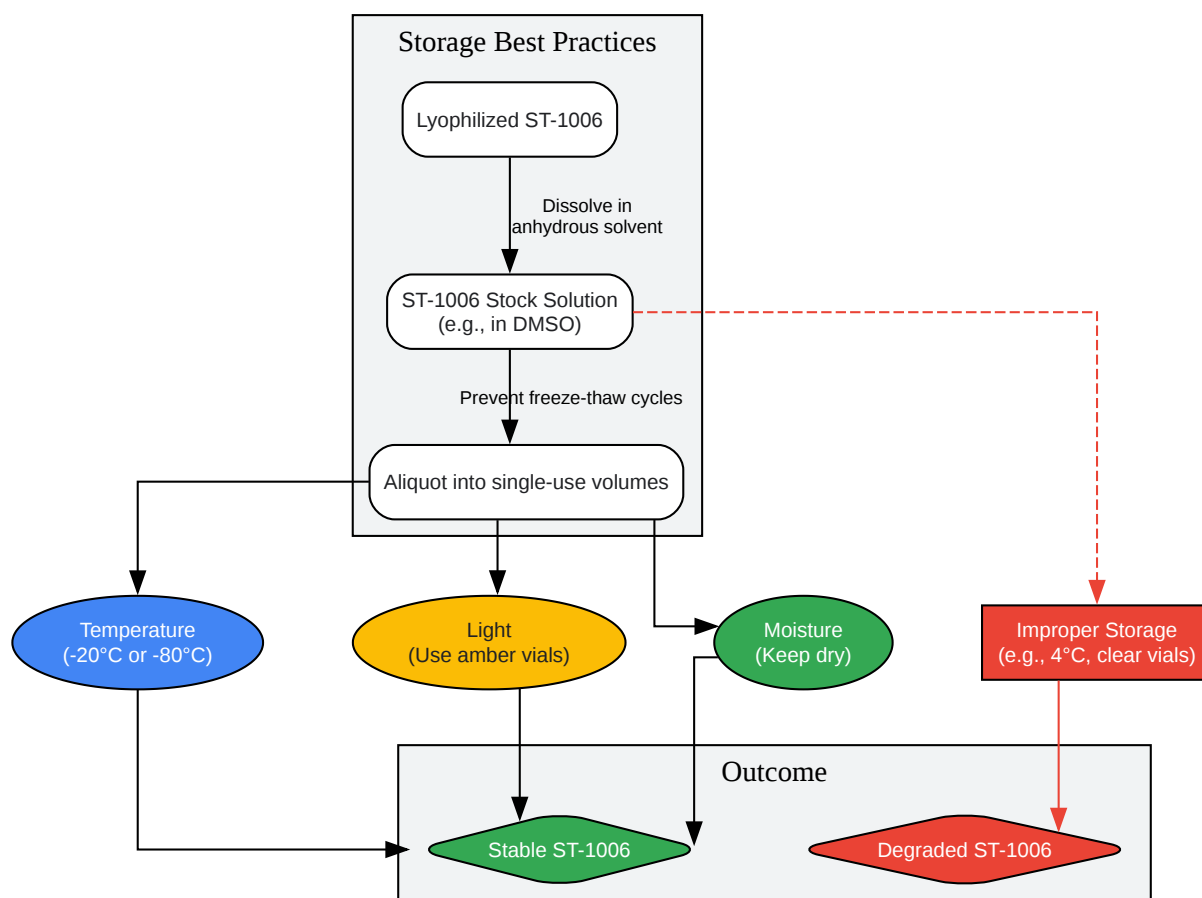 Storage Best Practices
Lyophilized ST-1006
Dissolve in
anhydrous solvent
ST-1006 Stock Solution
(e.g., in DMSO)
Prevent freeze-thaw cycles
Aliquot into single-use volumes
Temperature
(-20°C or -80°C)
Light
(Use amber vials)
Moisture
(Keep dry)
Improper Storage
(e.g., 4°C, clear vials)
Outcome
Stable ST-1006
Degraded ST-1006